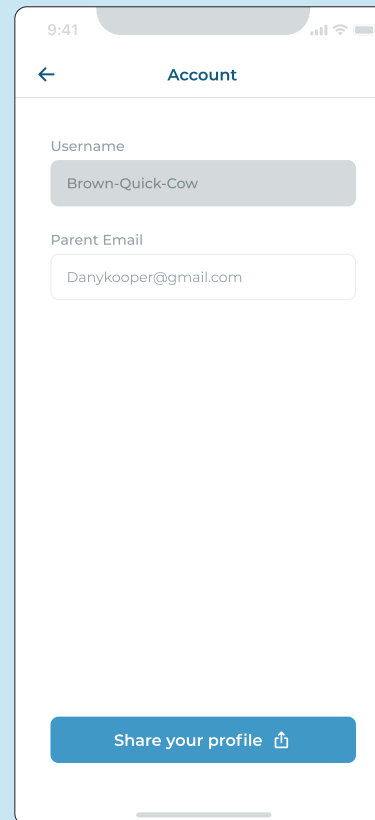 9:41
Account
Username
Brown-Quick-Cow
Parent Email
Danykooper@gmail.com
Share your profile